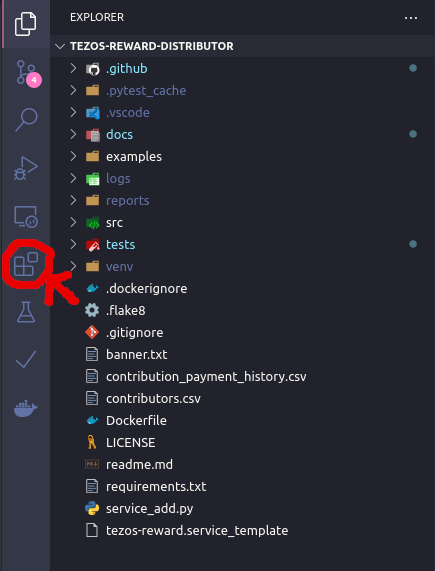 EXPLORER
TEZOS-REWARD-DISTRIBUTOR
.github
.pytest_cache
4
.vscode
docs
examples
logs
reports
src
tests
venv
.dockerignore
.flake8
.gitignore
banner.txt
contribution_payment_history.csv
contributors.csv
Dockerfile
LICENSE
readme.md
requirements.txt
service_add.py
tezos-reward.service_template